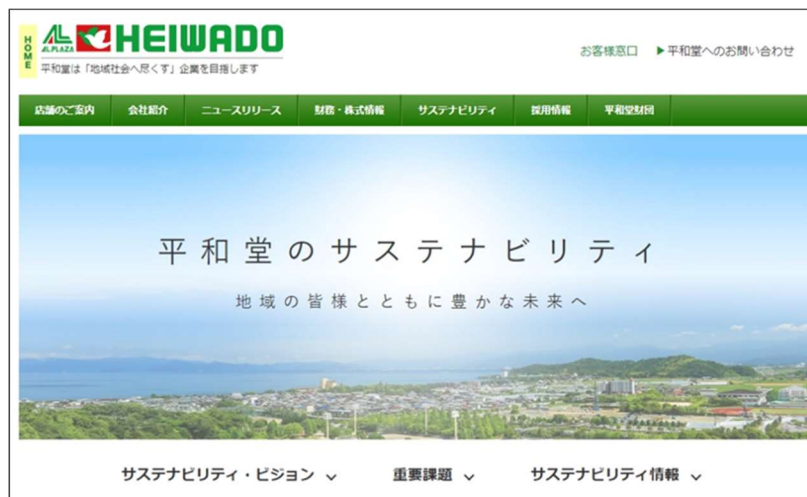 HOME
AL.PLAZA
HEIWADO
平和堂は「地域社会へ尽くす」企業を目指します
お客様窓口 ▶平和堂へのお問い合わせ
店舗のご案内 会社紹介 ニュースリリース 財務・株式情報 サステナビリティ 採用情報 平和堂財団
平和堂のサステナビリティ
地域の皆様とともに豊かな未来へ
サステナビリティ・ビジョン 重要課題 サステナビリティ情報